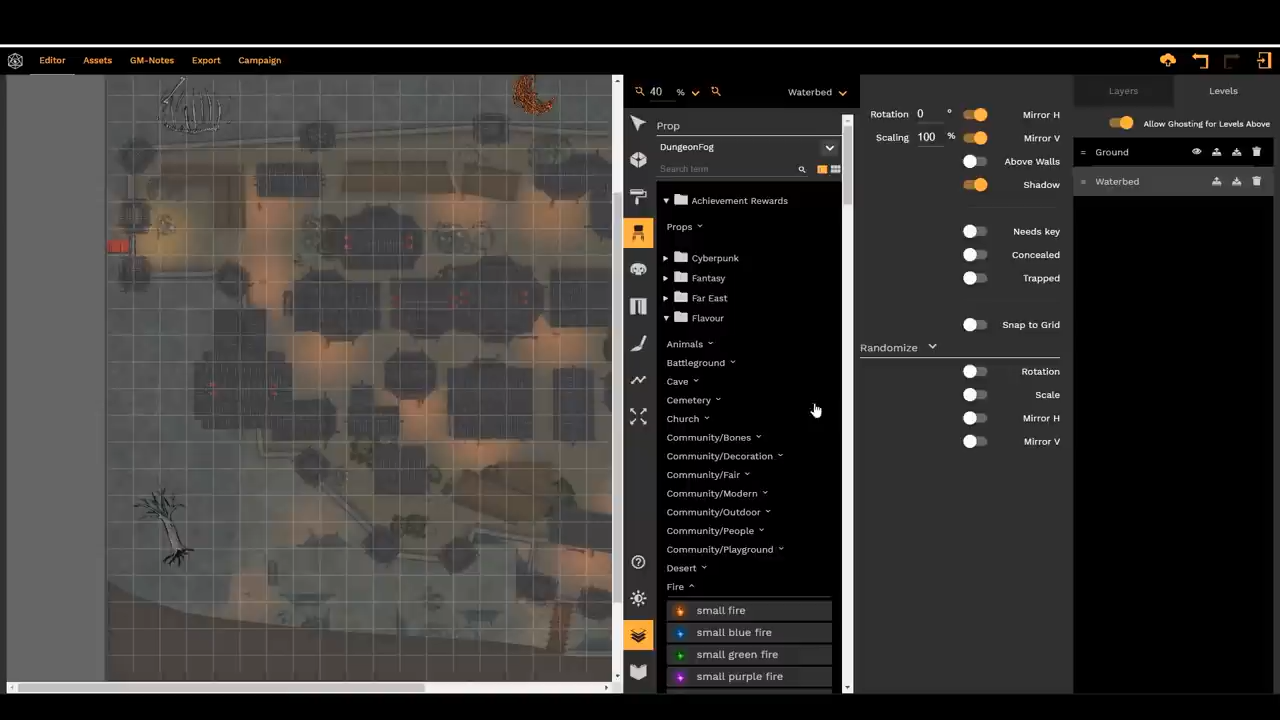 Editor Assets GM-Notes Export Campaign
40 % Waterbed
Prop
DungeonFog
Search term
Achievement Rewards
Props
Cyberpunk
Fantasy
Far East
Flavour
Animals
Battleground
Cave
Cemetery
Church
Community/Bones
Community/Decoration
Community/Fair
Community/Modern
Community/Outdoor
Community/People
Community/Playground
Desert
Fire
small fire
small blue fire
small green fire
small purple fire
Rotation 0 ° Mirror H
Scaling 100 % Mirror V
Above Walls
Shadow
Needs key
Concealed
Trapped
Snap to Grid
Randomize
Rotation
Scale
Mirror H
Mirror V
Layers Levels
Allow Ghosting for Levels Above
= Ground
= Waterbed